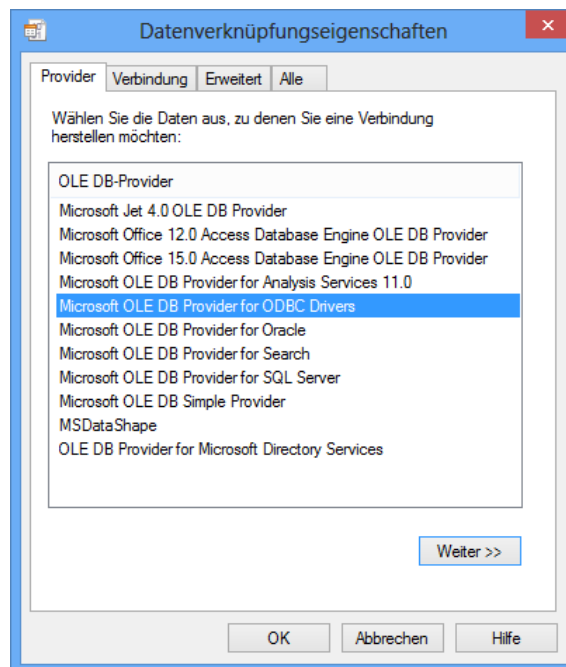 Datenverknüpfungseigenschaften
Provider Verbindung Erweitert Alle
Wählen Sie die Daten aus, zu denen Sie eine Verbindung
herstellen möchten:
OLE DB-Provider
Microsoft Jet 4.0 OLE DB Provider
Microsoft Office 12.0 Access Database Engine OLE DB Provider
Microsoft Office 15.0 Access Database Engine OLE DB Provider
Microsoft OLE DB Provider for Analysis Services 11.0
Microsoft OLE DB Provider for ODBC Drivers
Microsoft OLE DB Provider for Oracle
Microsoft OLE DB Provider for Search
Microsoft OLE DB Provider for SQL Server
Microsoft OLE DB Simple Provider
MSDataShape
OLE DB Provider for Microsoft Directory Services
Weiter >>
OK Abbrechen Hilfe